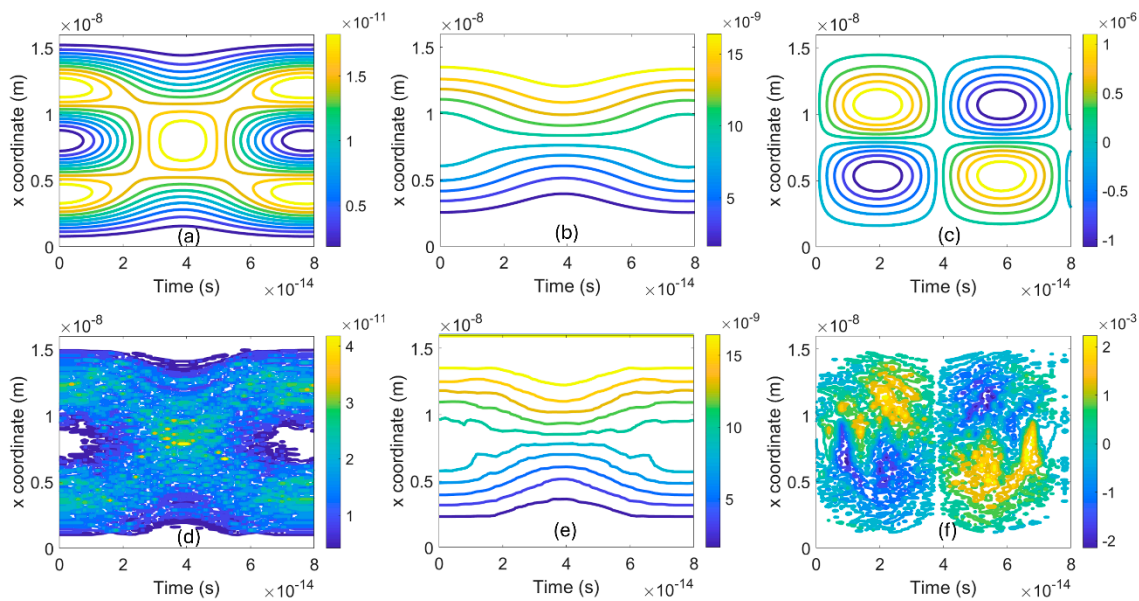 ×10⁻⁸ ×10⁻¹¹
1.5
1
0.5
0
x coordinate (m)
0 2 4 6 8
Time (s) ×10⁻¹⁴
1.5
1
0.5
(a)
×10⁻⁸ ×10⁻⁹
1.5
1
0.5
0
x coordinate (m)
0 2 4 6 8
Time (s) ×10⁻¹⁴
15
10
5
(b)
×10⁻⁸ ×10⁻⁶
1.5
1
0.5
0
x coordinate (m)
0 2 4 6 8
Time (s) ×10⁻¹⁴
1
0.5
0
-0.5
-1
(c)
×10⁻⁸ ×10⁻¹¹
1.5
1
0.5
0
x coordinate (m)
0 2 4 6 8
Time (s) ×10⁻¹⁴
4
3
2
1
(d)
×10⁻⁸ ×10⁻⁹
1.5
1
0.5
0
x coordinate (m)
0 2 4 6 8
Time (s) ×10⁻¹⁴
15
10
5
(e)
×10⁻⁸ ×10⁻³
1.5
1
0.5
0
x coordinate (m)
0 2 4 6 8
Time (s) ×10⁻¹⁴
2
1
0
-1
-2
(f)